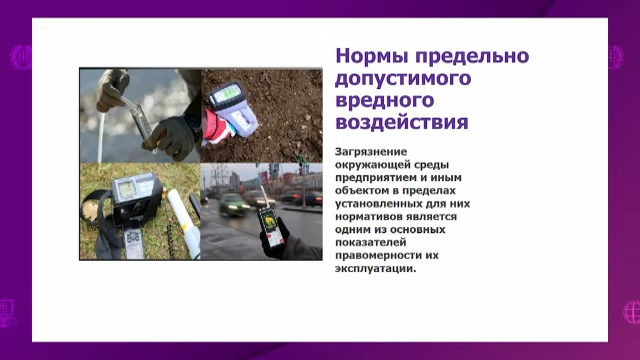 Нормы предельно
допустимого
вредного
воздействия
Загрязнение
окружающей среды
предприятием и иным
объектом в пределах
установленных для них
нормативов является
одним из основных
показателей
правомерности их
эксплуатации.